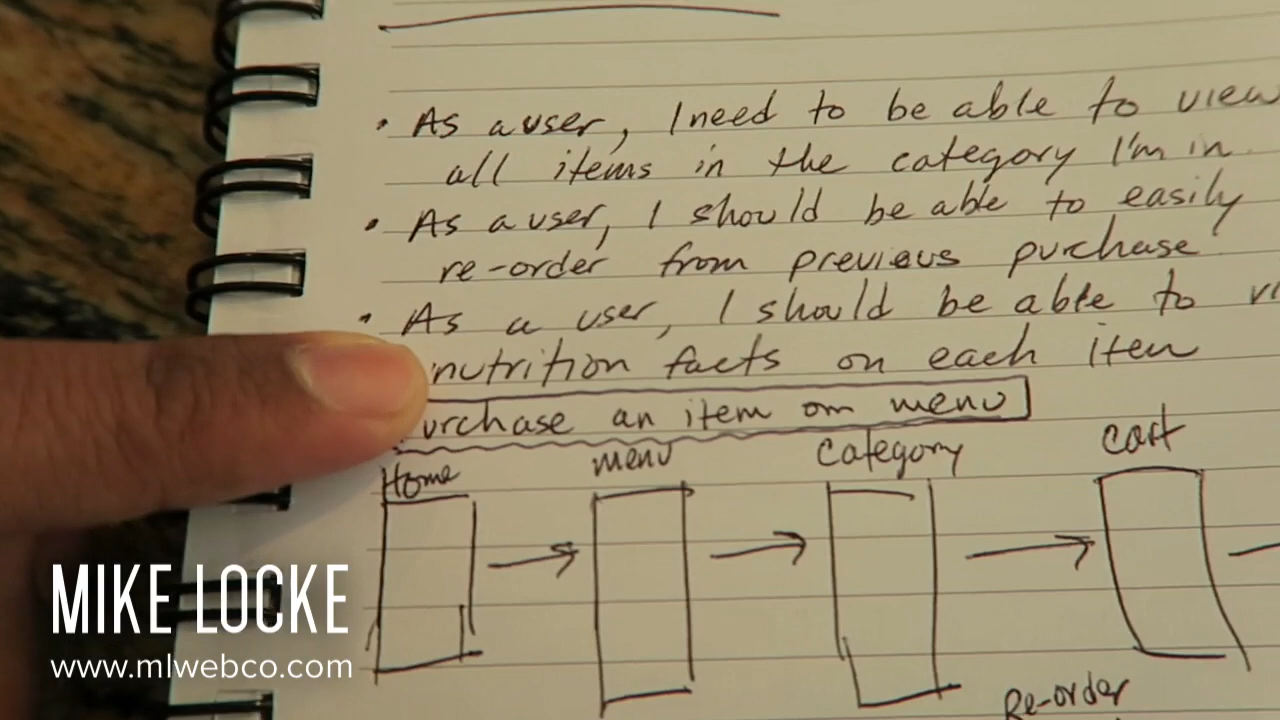 • As a user, I need to be able to view
all items in the category I'm in
• As a user, I should be able to easily
re-order from previous purchase
• As a user, I should be able to
nutrition facts on each item
urchase an item om menu
Home menu Category Cart
Re-order
MIKE LOCKE
www.mlwebco.com